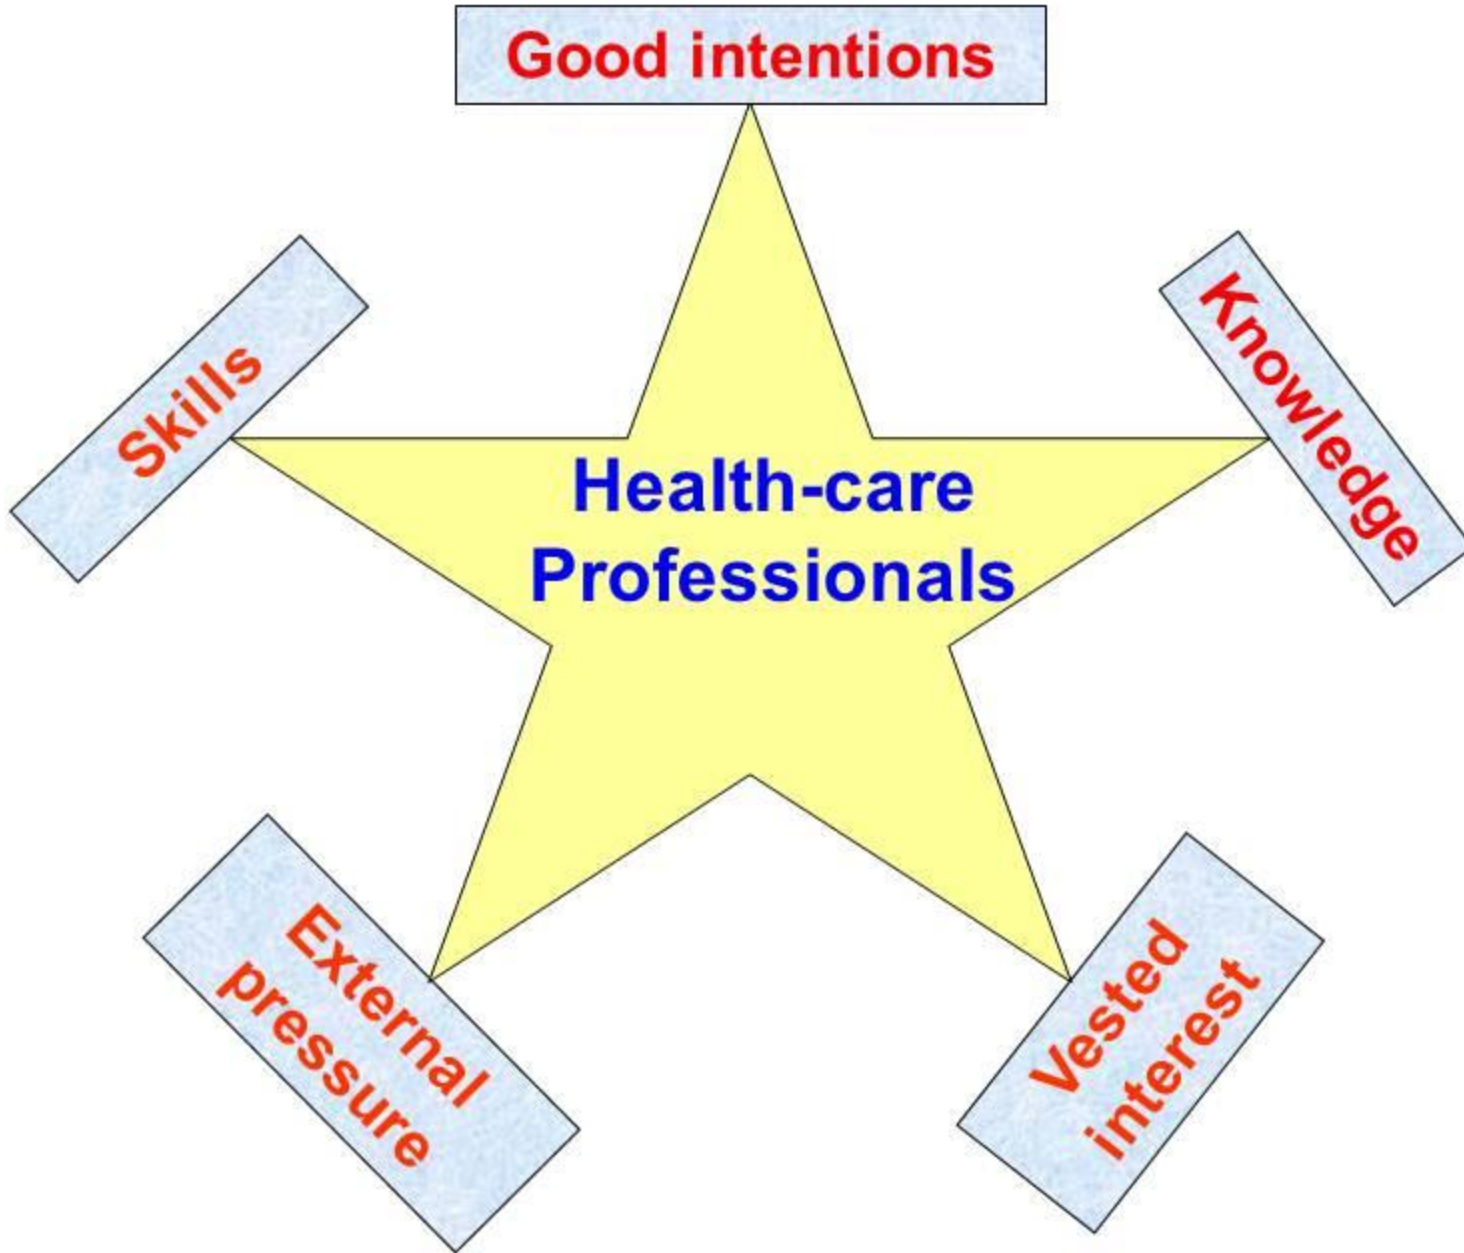 Good intentions
Skills
Knowledge
Health-care
Professionals
External
pressure
Vested
interest